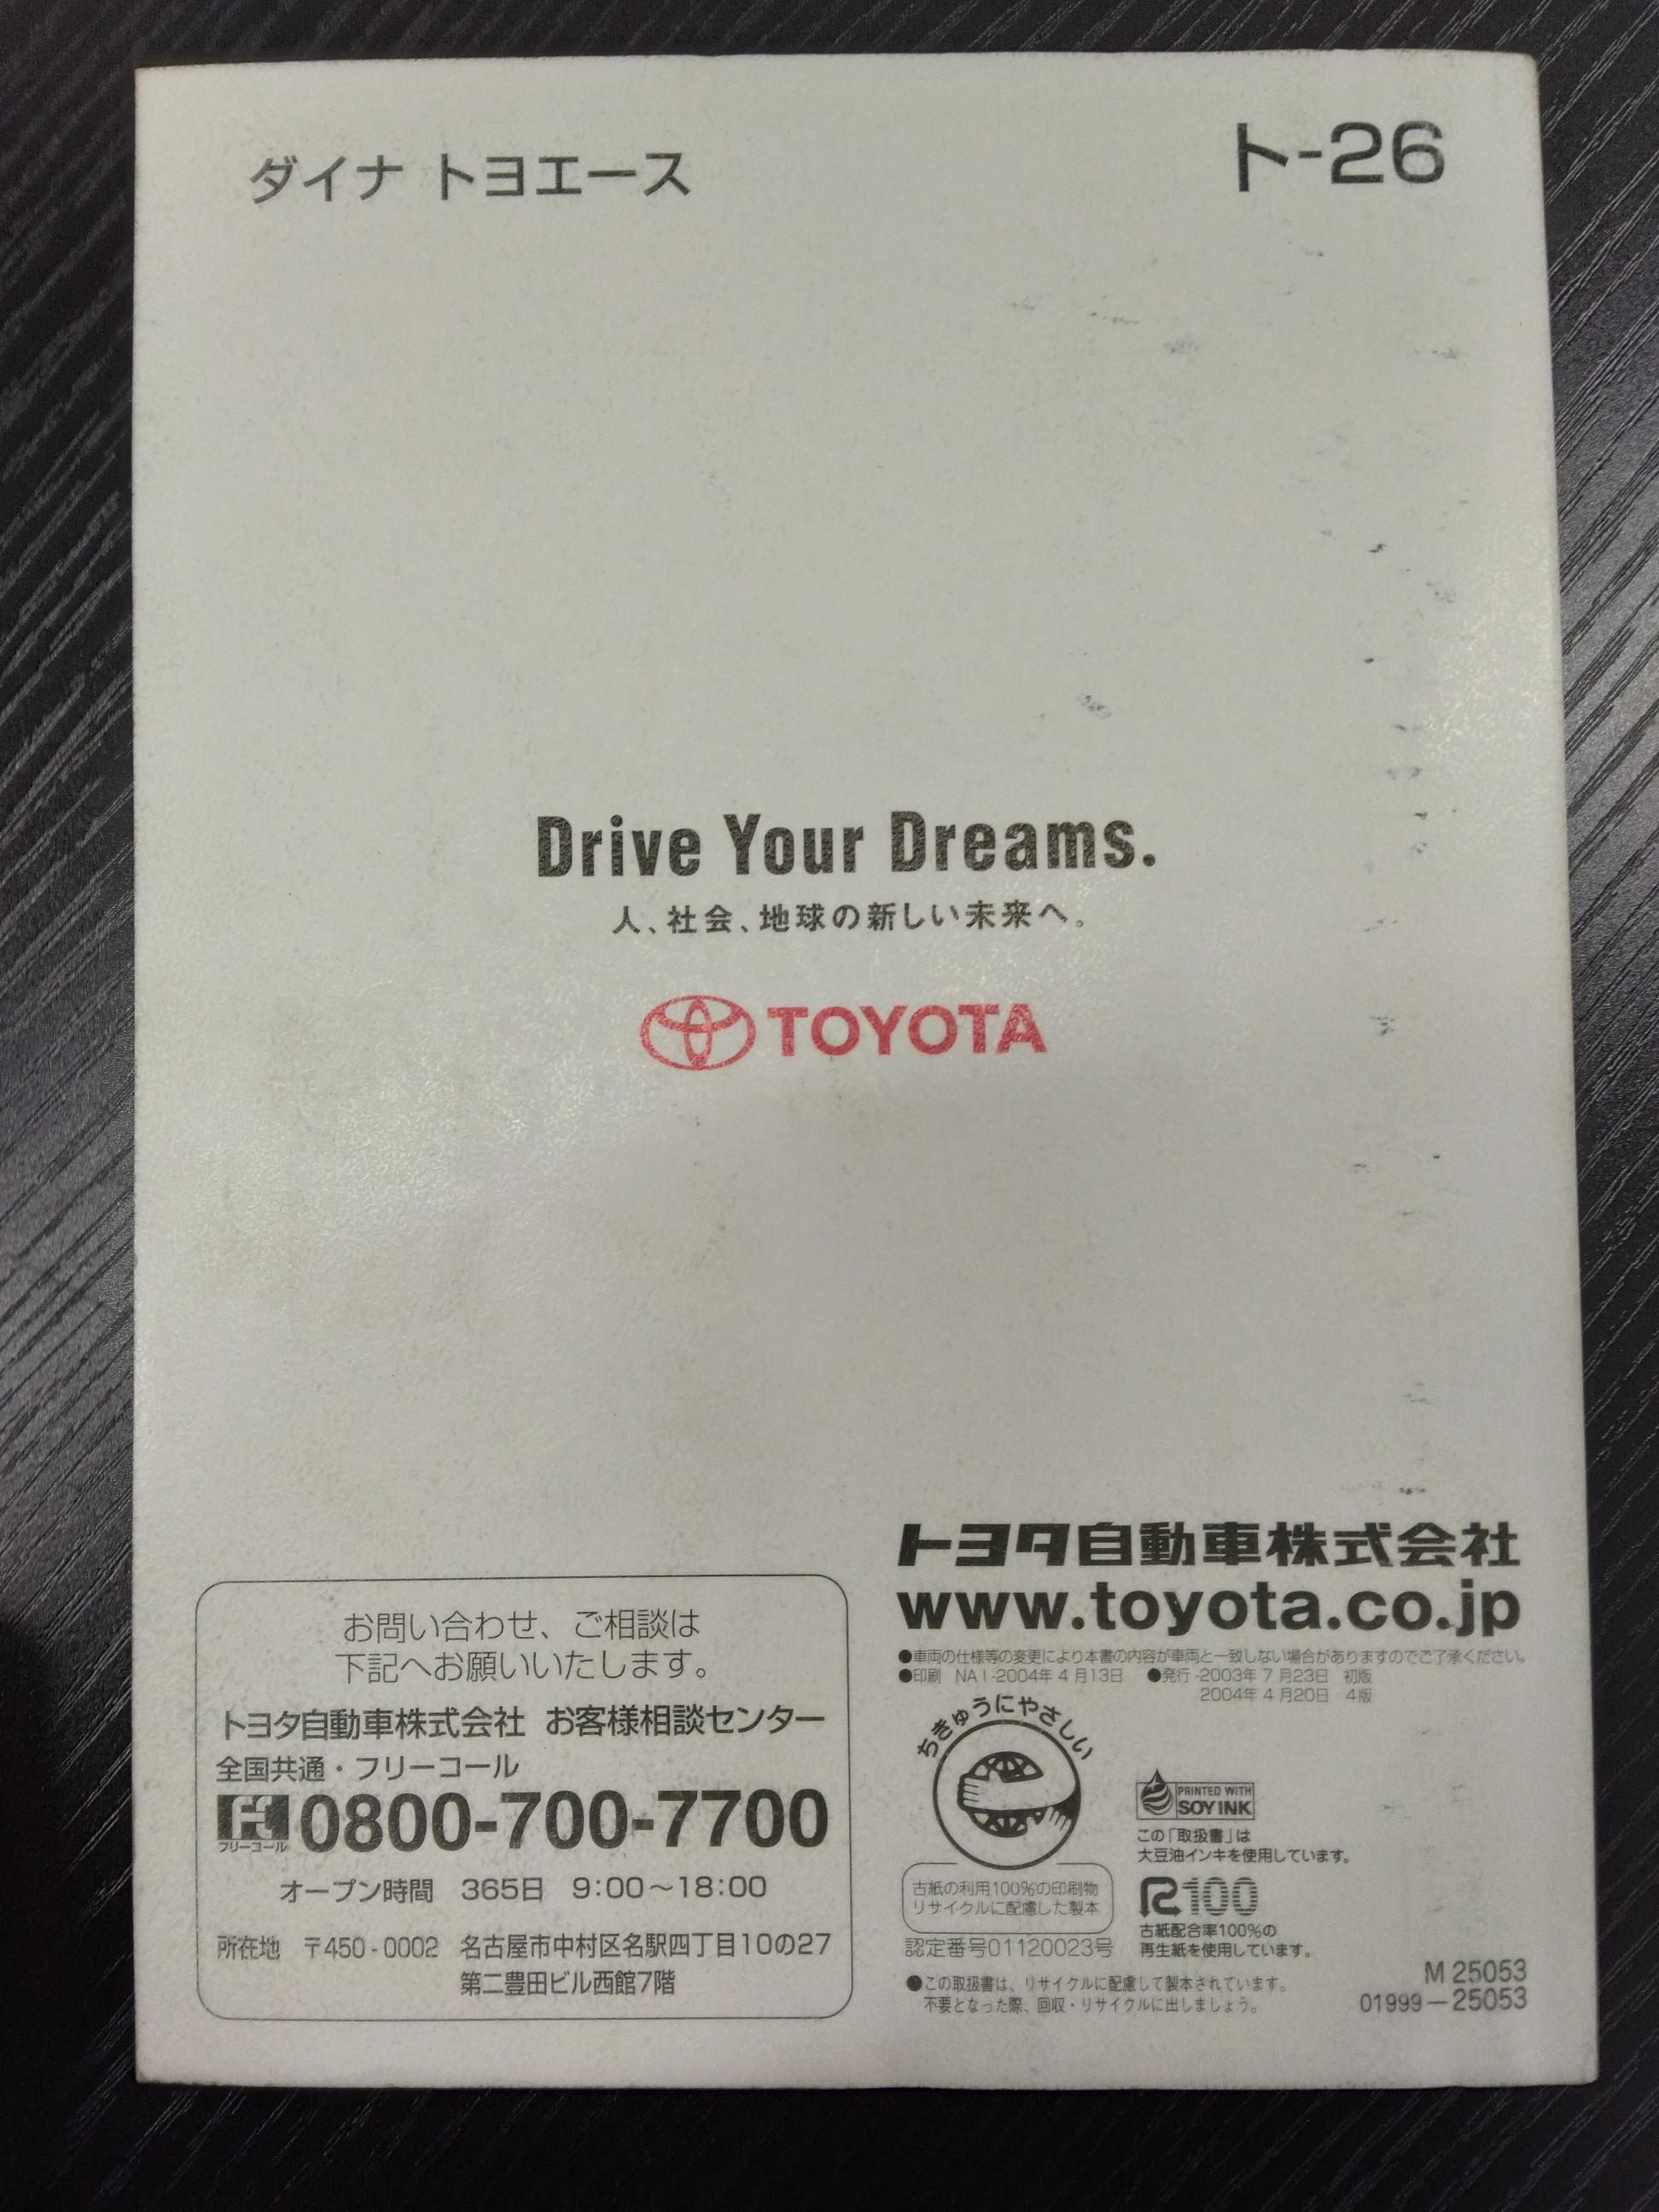 ダイナ トヨエース
ト-26
Drive Your Dreams.
人、社会、地球の新しい未来へ。
TOYOTA
お問い合わせ、ご相談は
下記へお願いいたします。
トヨタ自動車株式会社 お客様相談センター
全国共通・フリーコール
フリーコール
0800-700-7700
オープン時間 365日 9:00～18:00
所在地 〒450-0002 名古屋市中村区名駅四丁目10の27
第二豊田ビル西館7階
トヨタ自動車株式会社
www.toyota.co.jp
●車両の仕様等の変更により本書の内容が車両と一致しない場合がありますのでご了承ください。
●印刷 NAI-2004年4月13日 ●発行-2003年7月23日 初版
2004年4月20日 4版
ちきゅうにやさしい
古紙の利用100%の印刷物
リサイクルに配慮した製本
認定番号01120023号
PRINTED WITH
SOY INK
この「取扱書」は
大豆油インキを使用しています。
R100
古紙配合率100%の
再生紙を使用しています。
●この取扱書は、リサイクルに配慮して製本されています。
不要となった際、回収・リサイクルに出しましょう。
M 25053
01999－25053